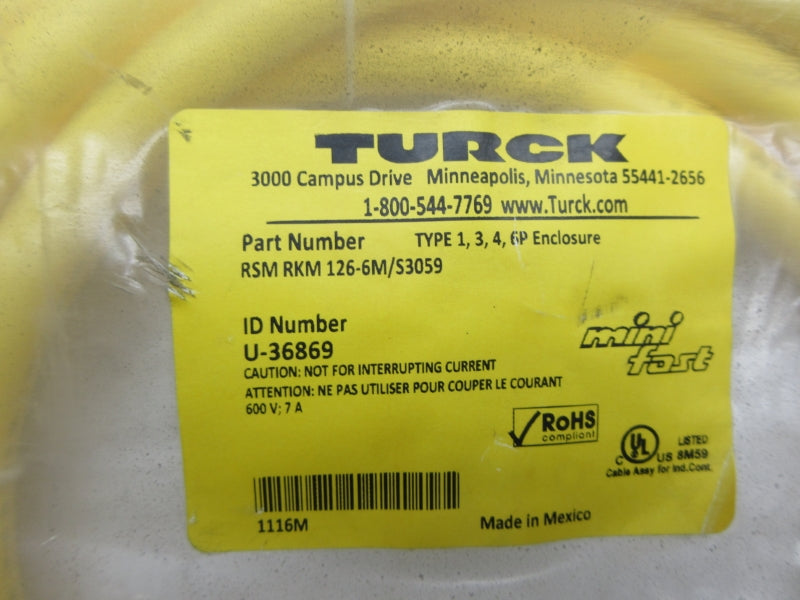 TURCK
3000 Campus Drive Minneapolis, Minnesota 55441-2656
1-800-544-7769 www.Turck.com
Part Number TYPE 1, 3, 4, 6P Enclosure
RSM RKM 126-6M/S3059
ID Number
U-36869
mini fast
CAUTION: NOT FOR INTERRUPTING CURRENT
ATTENTION: NE PAS UTILISER POUR COUPER LE COURANT
600 V; 7 A
RoHS
compliant
C UL US LISTED 8M59
Cable Assy for Ind.Cont.
1116M
Made in Mexico